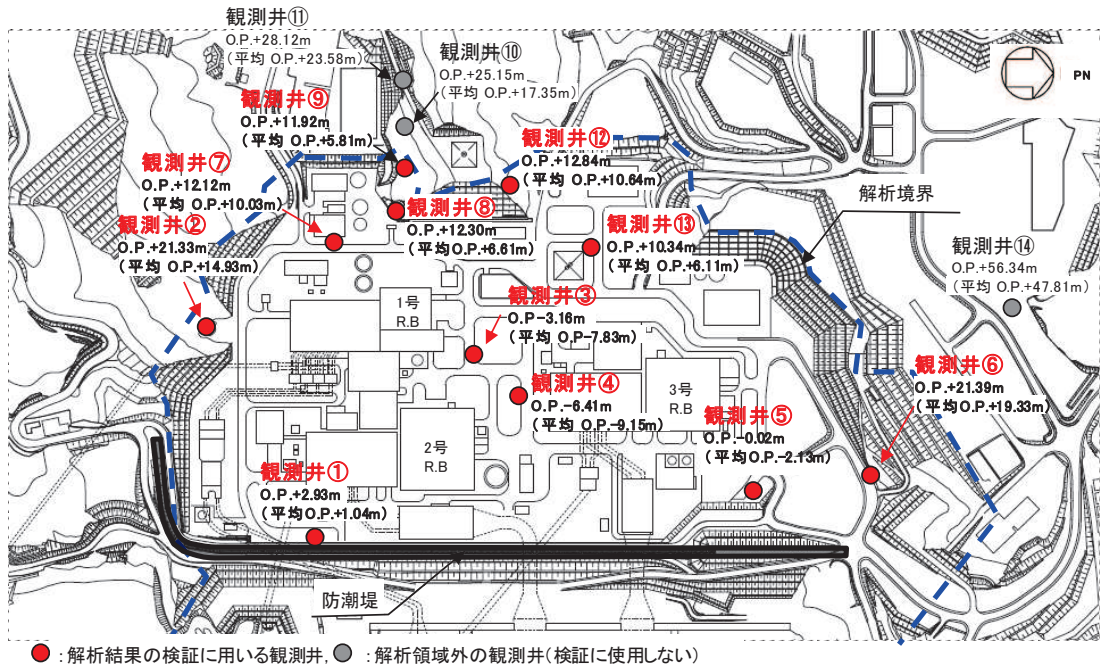 観測井⑪
O.P.+28.12m
(平均 O.P.+23.58m)
観測井⑩
O.P.+25.15m
(平均 O.P.+17.35m)
PN
観測井⑨
O.P.+11.92m
(平均 O.P.+5.81m)
観測井⑫
O.P.+12.84m
(平均 O.P.+10.64m)
観測井⑦
O.P.+12.12m
(平均 O.P.+10.03m)
解析境界
観測井⑧
O.P.+12.30m
(平均O.P.+6.61m)
観測井②
O.P.+21.33m
(平均 O.P.+14.93m)
観測井⑬
O.P.+10.34m
(平均O.P.+6.11m)
観測井⑭
O.P.+56.34m
(平均 O.P.+47.81m)
1号
R.B
観測井③
O.P-3.16m
(平均 O.P-7.83m)
観測井④
O.P.-6.41m
(平均 O.P-9.15m)
3号
R.B
観測井⑥
O.P.+21.39m
(平均O.P.+19.33m)
観測井⑤
O.P.-0.02m
(平均O.P.-2.13m)
2号
R.B
観測井①
O.P.+2.93m
(平均O.P.+1.04m)
防潮堤
:解析結果の検証に用いる観測井, :解析領域外の観測井(検証に使用しない)